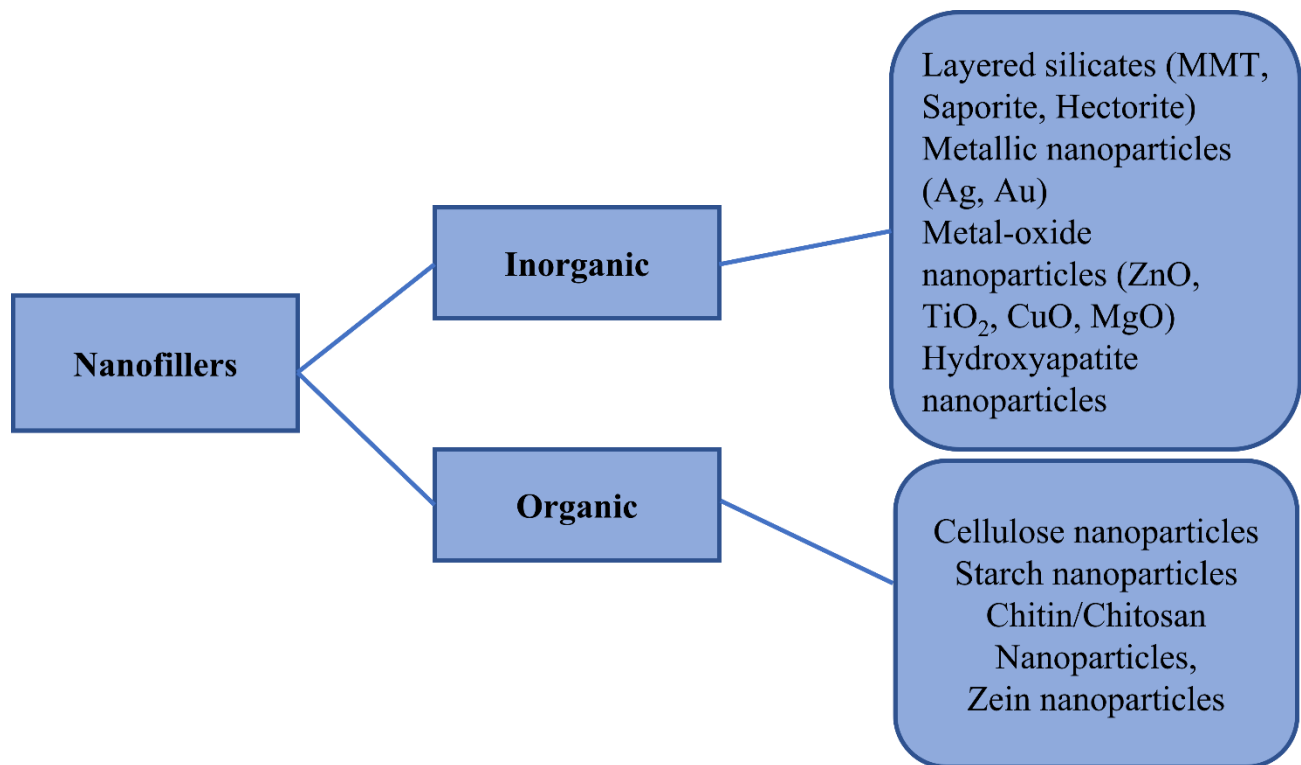 Nanofillers
Inorganic
Organic
Layered silicates (MMT,
Saporite, Hectorite)
Metallic nanoparticles
(Ag, Au)
Metal-oxide
nanoparticles (ZnO,
TiO₂, CuO, MgO)
Hydroxyapatite
nanoparticles
Cellulose nanoparticles
Starch nanoparticles
Chitin/Chitosan
Nanoparticles,
Zein nanoparticles